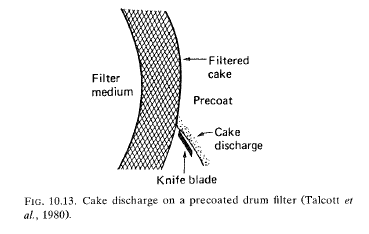 Filtered
cake
Filter
medium
Precoat
Cake
discharge
Knife blade
FIG. 10.13. Cake discharge on a precoated drum filter (Talcott et
al., 1980).